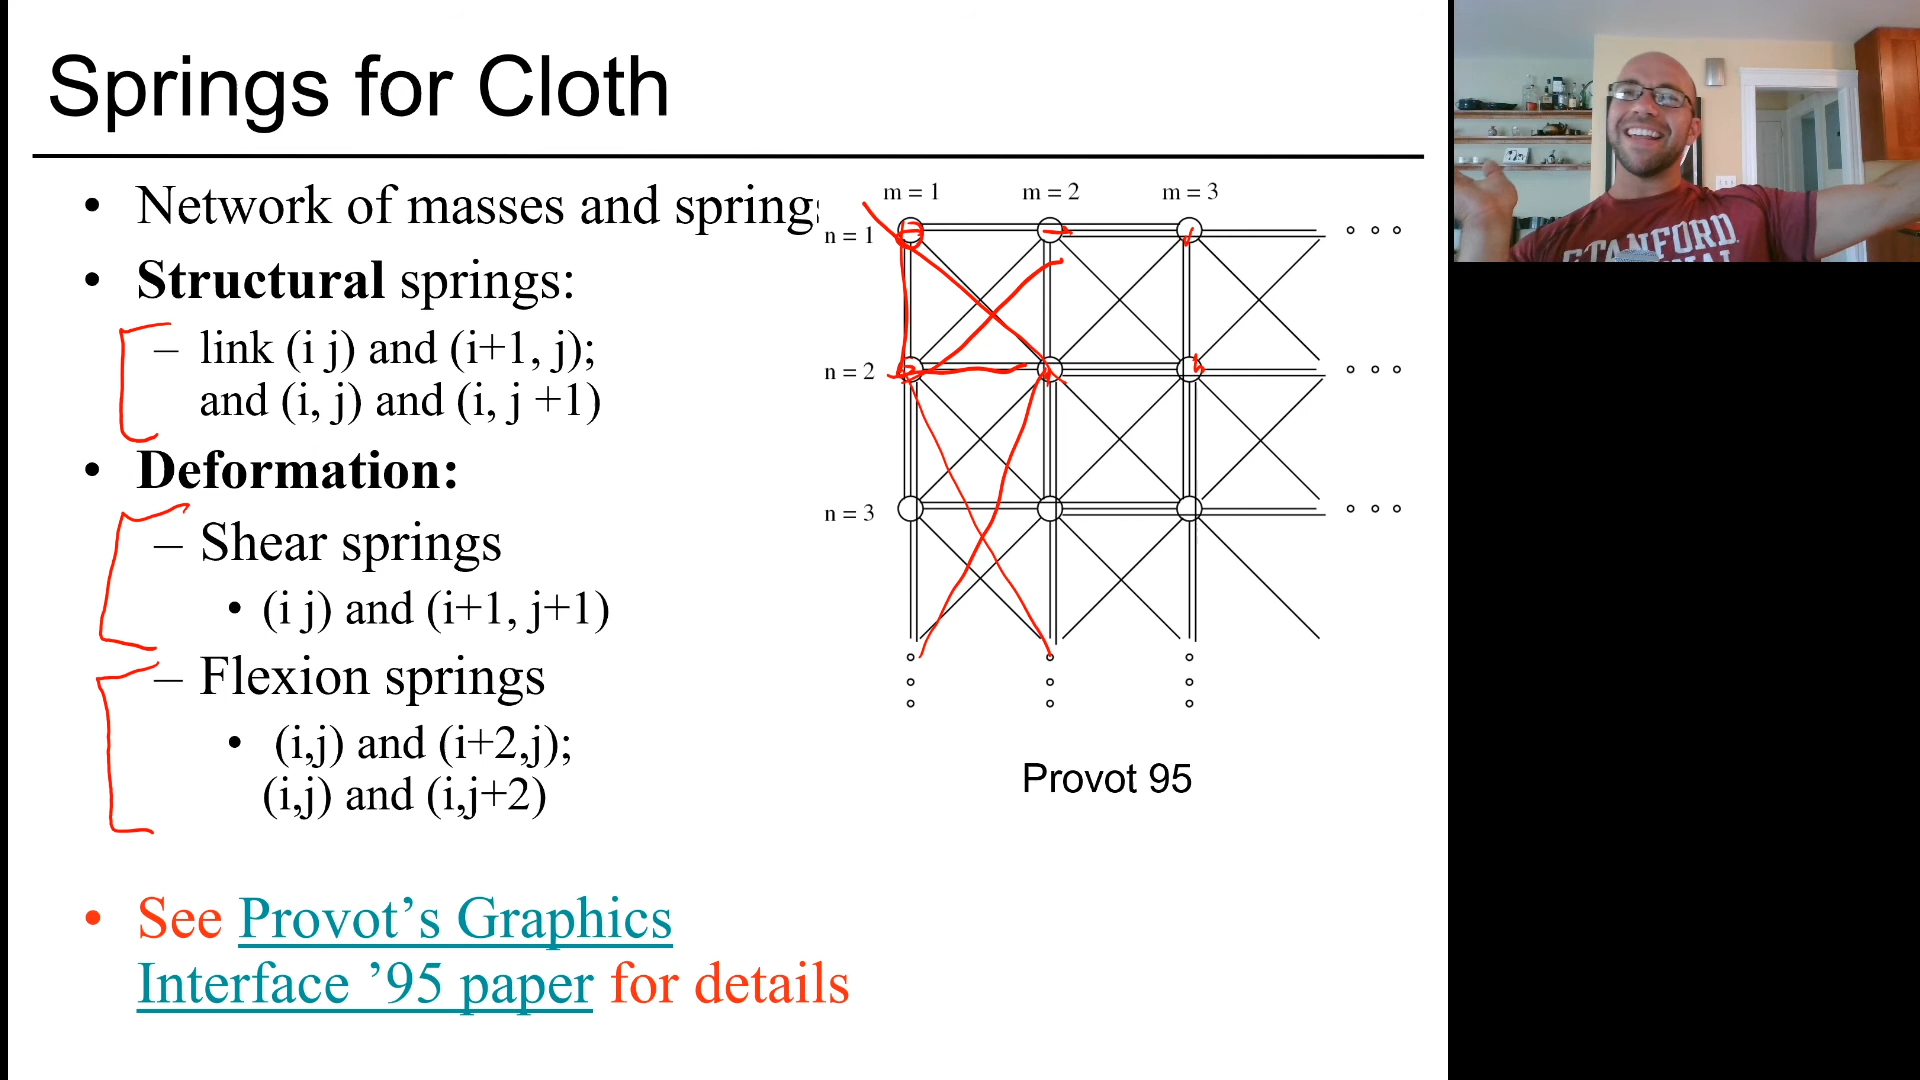 Springs for Cloth
• Network of masses and spring
• Structural springs:
– link (i j) and (i+1, j);
and (i, j) and (i, j +1)
• Deformation:
– Shear springs
• (i j) and (i+1, j+1)
– Flexion springs
• (i,j) and (i+2,j);
(i,j) and (i,j+2)
• See Provot’s Graphics
Interface ’95 paper for details
m = 1 m = 2 m = 3
n = 1
n = 2
n = 3
Provot 95
STANFORD